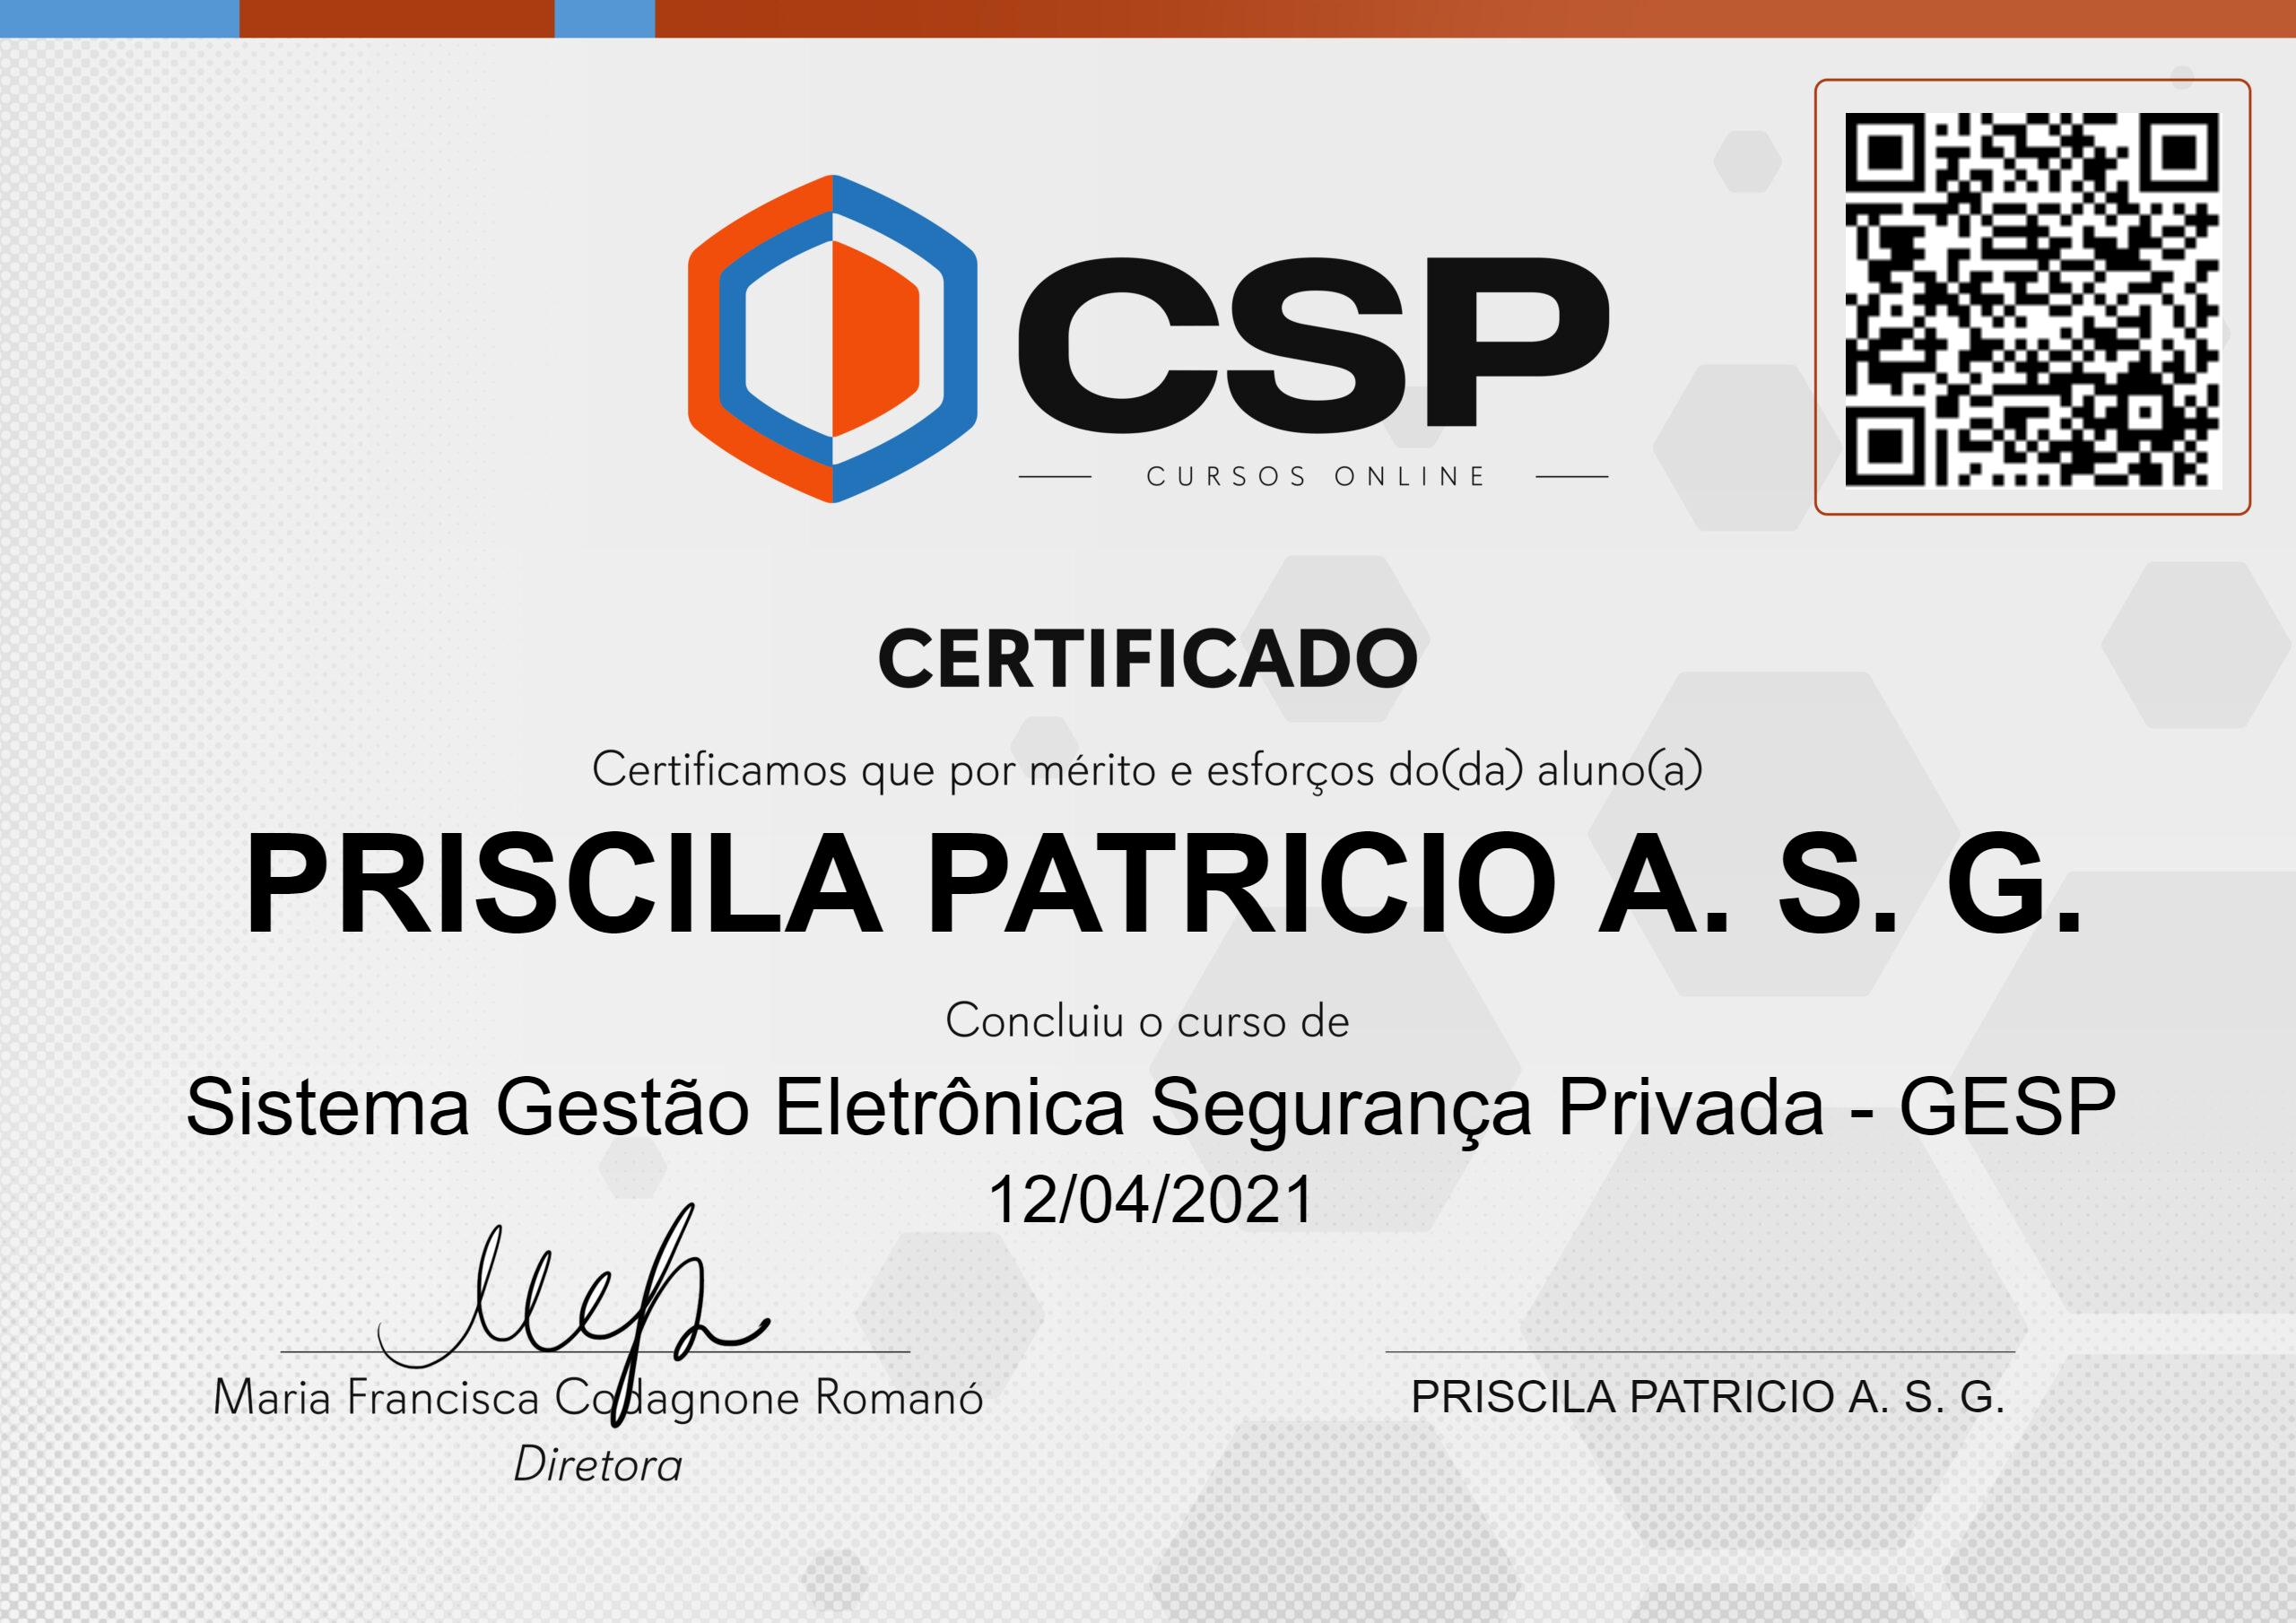 CSP
CURSOS ONLINE
CERTIFICADO
Certificamos que por mérito e esforços do(da) aluno(a)
PRISCILA PATRICIO A. S. G.
Concluiu o curso de
Sistema Gestão Eletrônica Segurança Privada - GESP
12/04/2021
Maria Francisca Codagnone Romanó
Diretora
PRISCILA PATRICIO A. S. G.